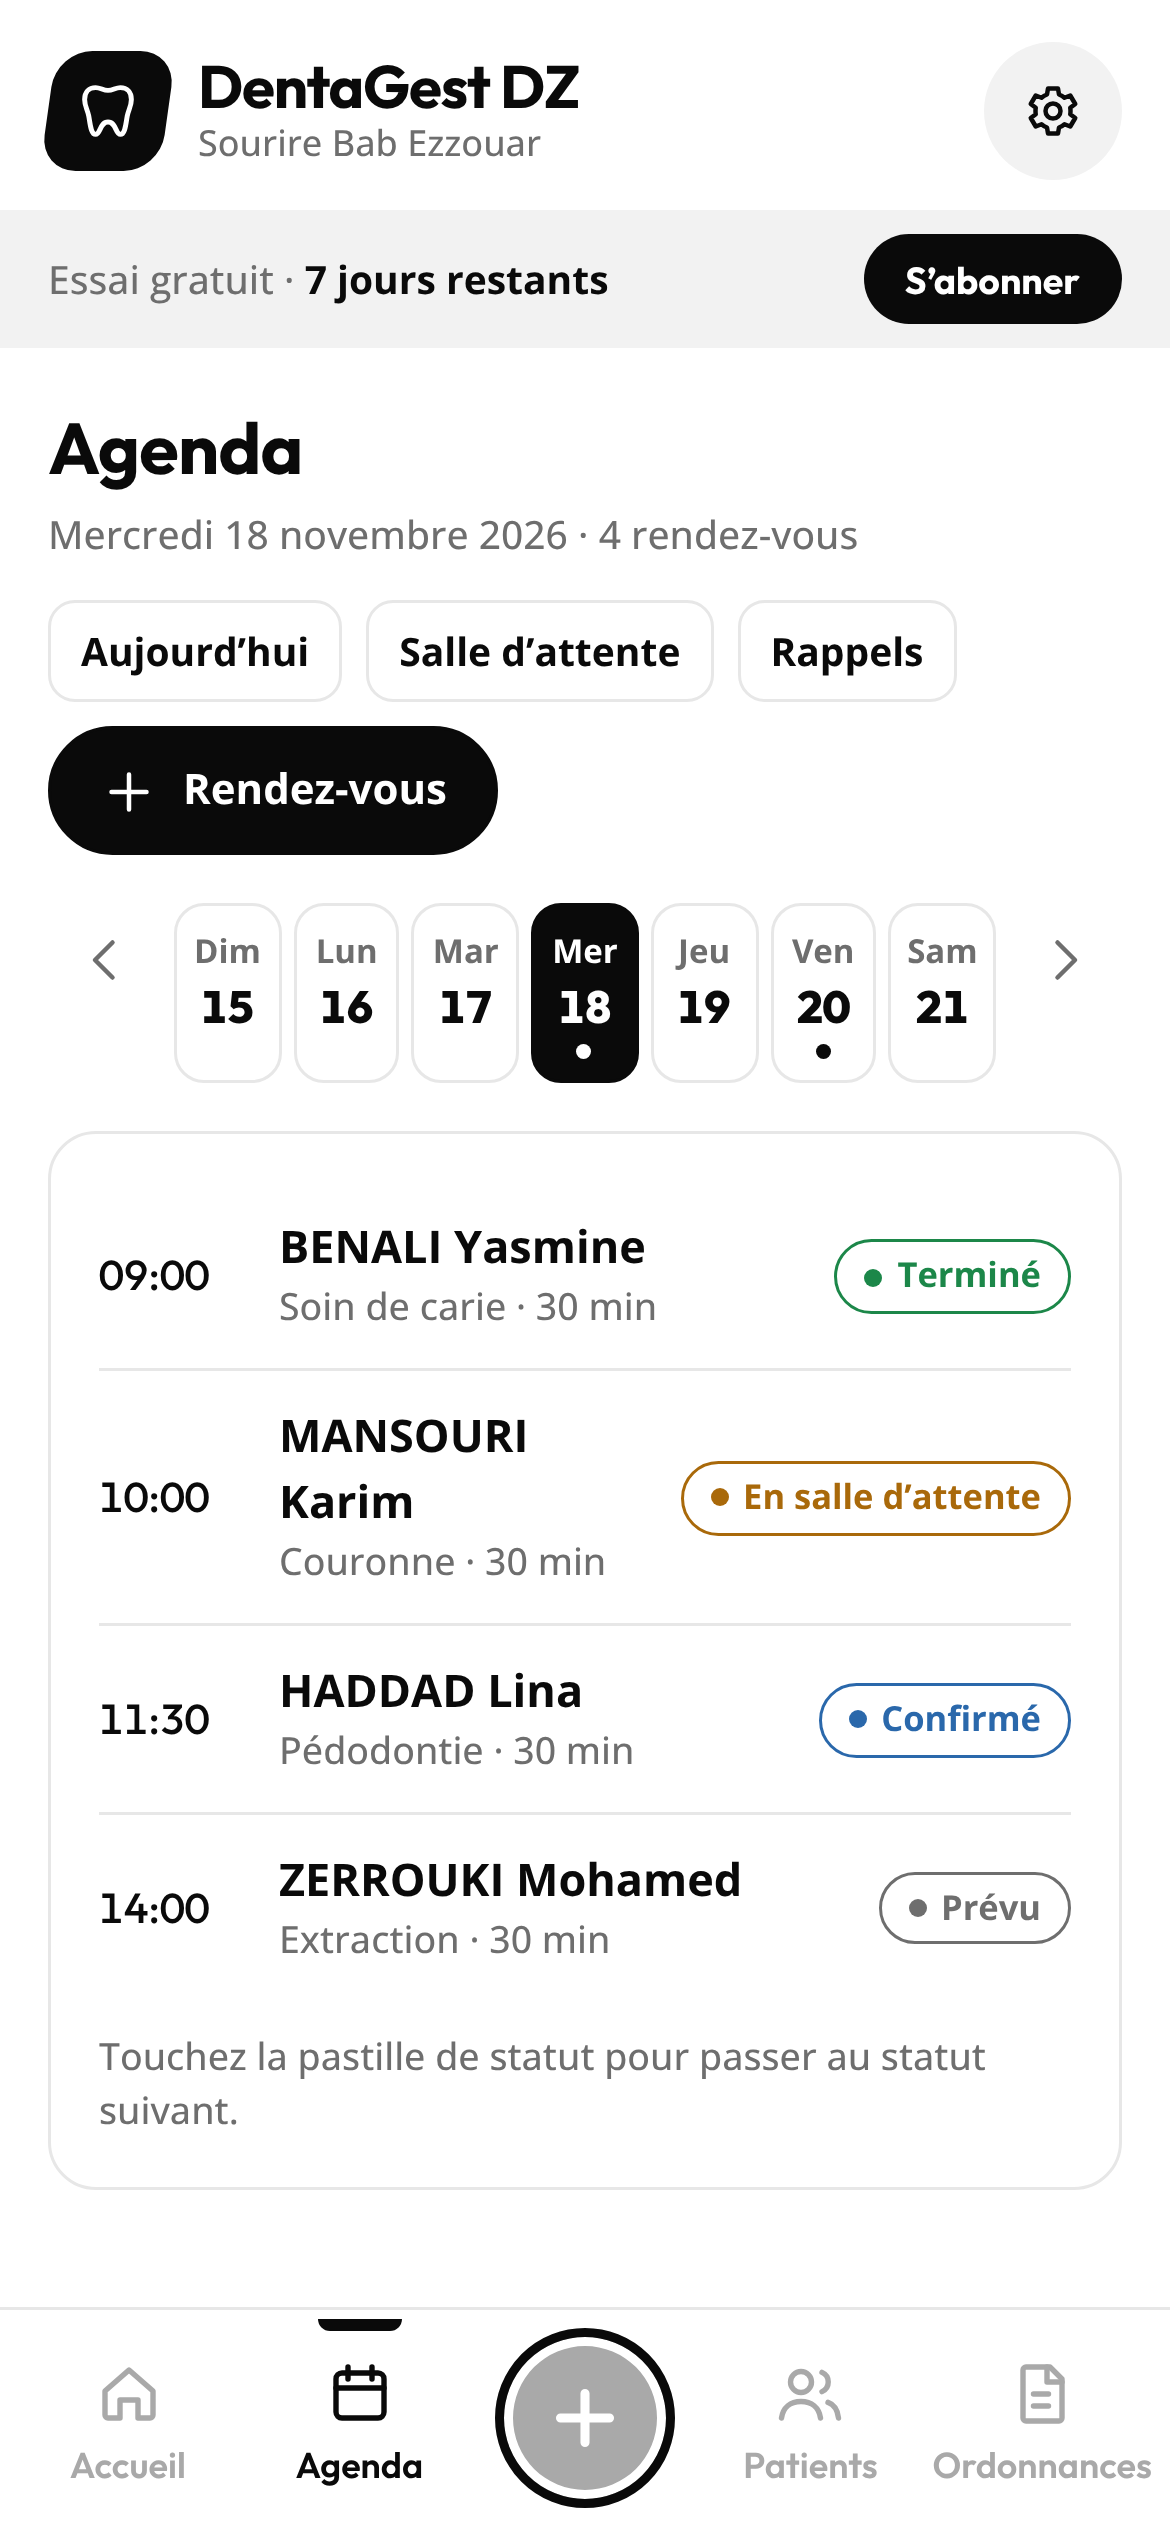 DentaGest DZ
Sourire Bab Ezzouar
Essai gratuit · 7 jours restants
S’abonner
Agenda
Mercredi 18 novembre 2026 · 4 rendez-vous
Aujourd’hui
Salle d’attente
Rappels
Rendez-vous
Dim 15
Lun 16
Mar 17
Mer 18
Jeu 19
Ven 20
Sam 21
09:00
BENALI Yasmine
Soin de carie · 30 min
Terminé
10:00
MANSOURI
Karim
Couronne · 30 min
En salle d’attente
11:30
HADDAD Lina
Pédodontie · 30 min
Confirmé
14:00
ZERROUKI Mohamed
Extraction · 30 min
Prévu
Touchez la pastille de statut pour passer au statut
suivant.
Accueil
Agenda
Patients
Ordonnances